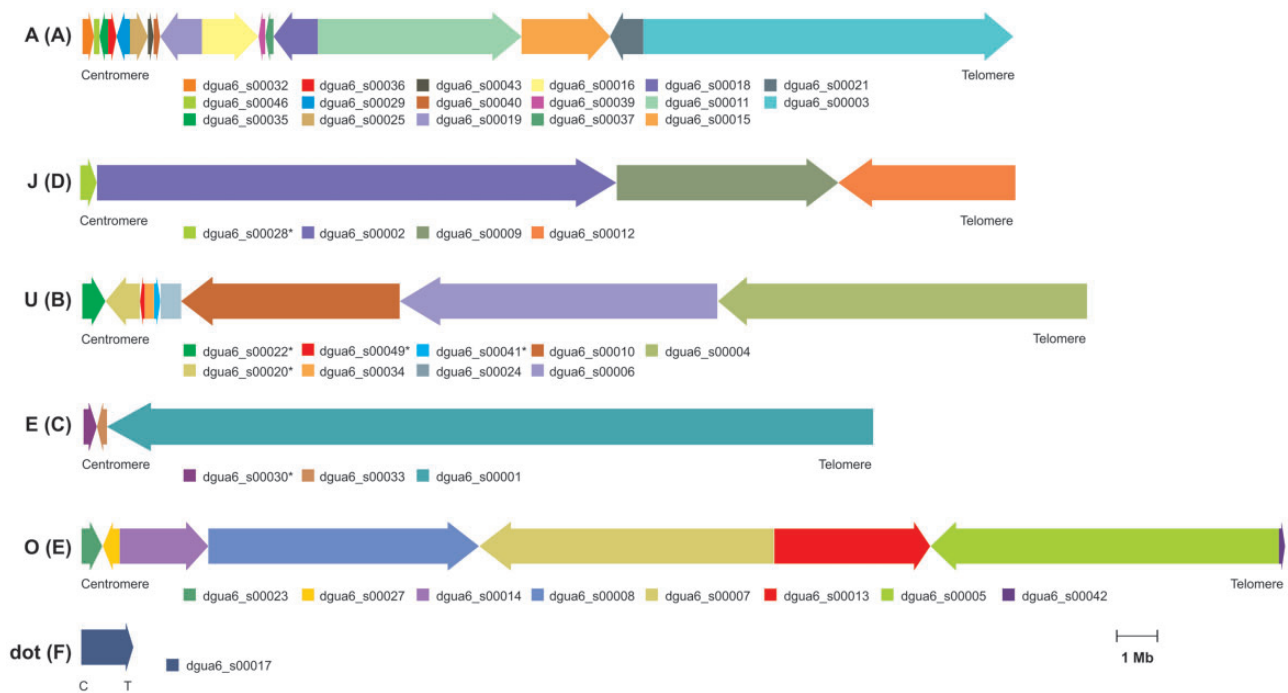 A (A)
Centromere Telomere
dgua6_s00032 dgua6_s00036 dgua6_s00043 dgua6_s00016 dgua6_s00018 dgua6_s00021
dgua6_s00046 dgua6_s00029 dgua6_s00040 dgua6_s00039 dgua6_s00011 dgua6_s00003
dgua6_s00035 dgua6_s00025 dgua6_s00019 dgua6_s00037 dgua6_s00015
J (D)
Centromere Telomere
dgua6_s00028* dgua6_s00002 dgua6_s00009 dgua6_s00012
U (B)
Centromere Telomere
dgua6_s00022* dgua6_s00049* dgua6_s00041* dgua6_s00010 dgua6_s00004
dgua6_s00020* dgua6_s00034 dgua6_s00024 dgua6_s00006
E (C)
Centromere Telomere
dgua6_s00030* dgua6_s00033 dgua6_s00001
O (E)
Centromere Telomere
dgua6_s00023 dgua6_s00027 dgua6_s00014 dgua6_s00008 dgua6_s00007 dgua6_s00013 dgua6_s00005 dgua6_s00042
dot (F)
dgua6_s00017
C T
1 Mb